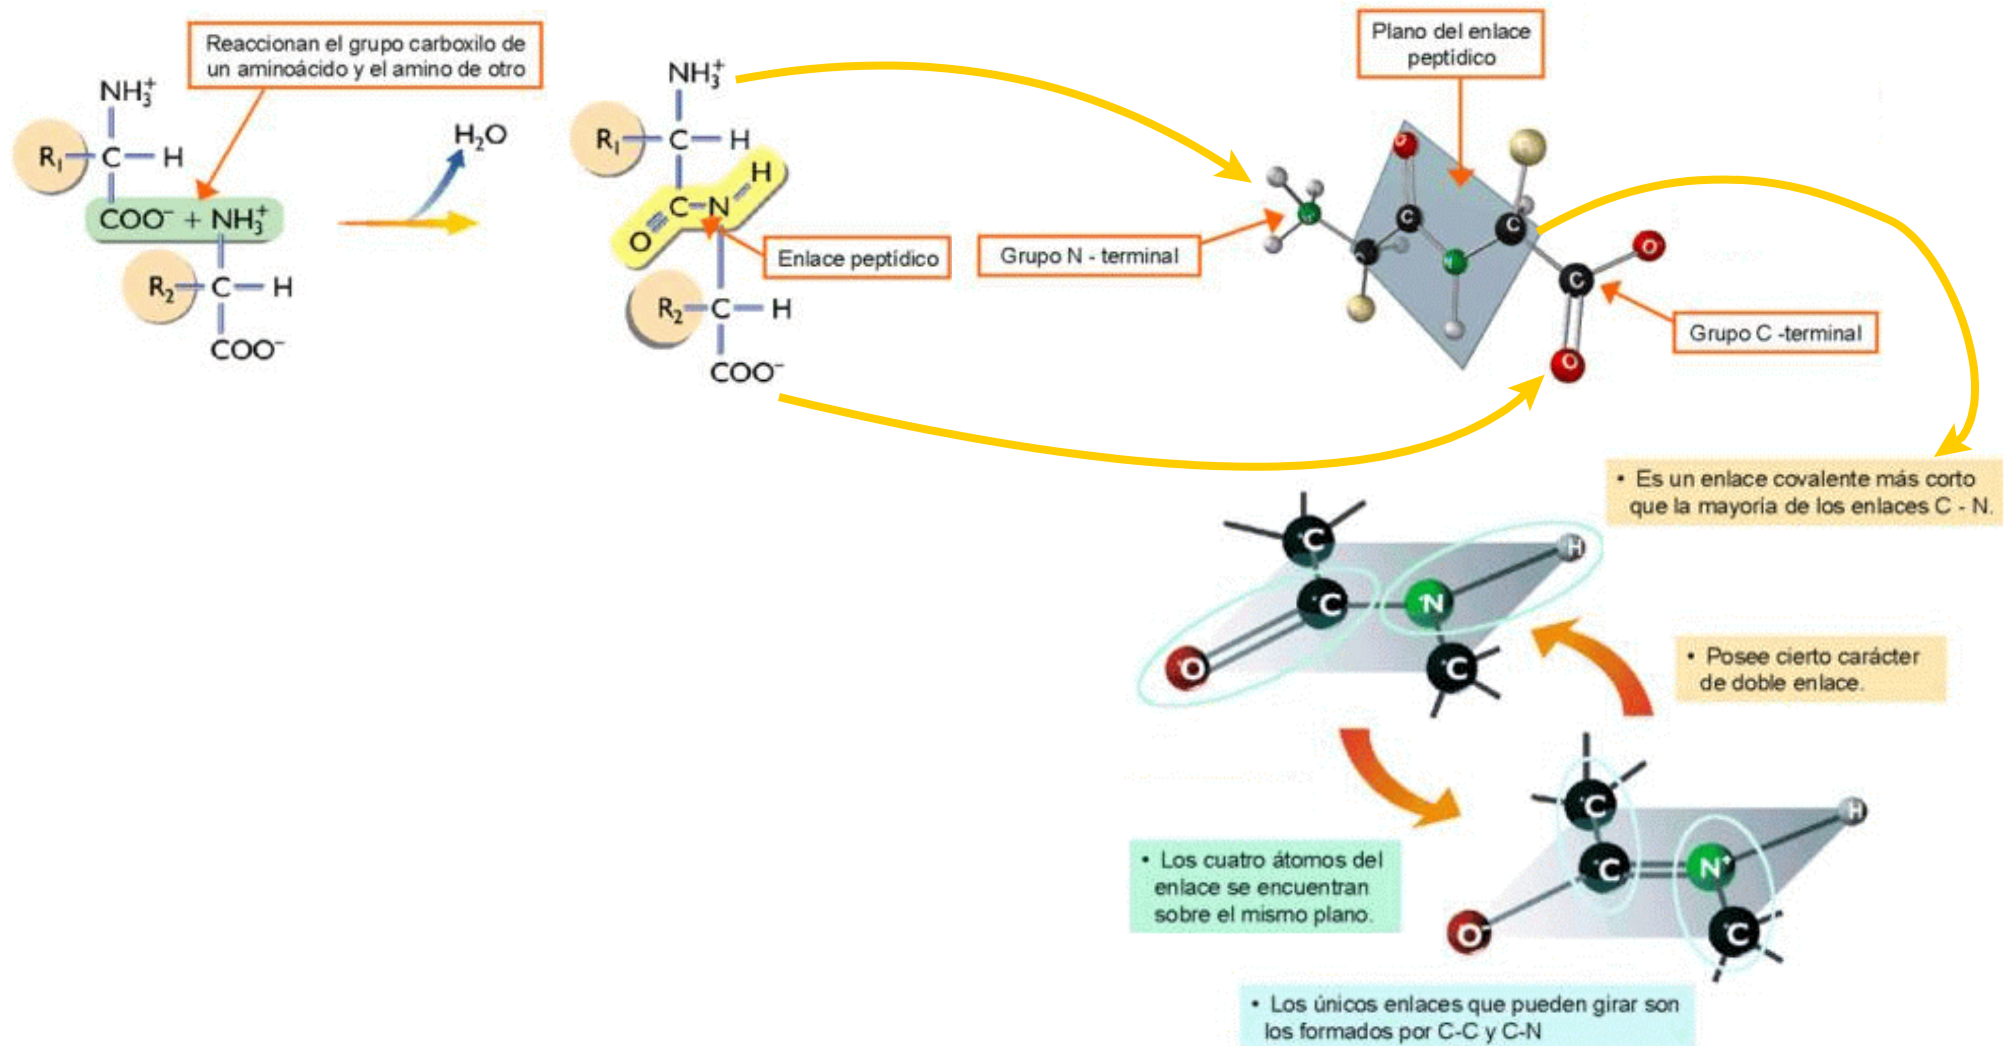 Reaccionan el grupo carboxilo de
un aminoácido y el amino de otro
NH₃⁺
R₁ C H
COO⁻ + NH₃⁺
R₂ C H
COO⁻
H₂O
NH₃⁺
R₁ C H
H
C N
O
Enlace peptídico
R₂ C H
COO⁻
Plano del enlace
peptídico
Grupo N - terminal
O
C
C
N
C
O
O
Grupo C -terminal
• Es un enlace covalente más corto
que la mayoría de los enlaces C - N.
C
H
C
N
O
C
• Posee cierto carácter
de doble enlace.
C
H
C
N⁺
O
C
• Los cuatro átomos del
enlace se encuentran
sobre el mismo plano.
• Los únicos enlaces que pueden girar son
los formados por C-C y C-N